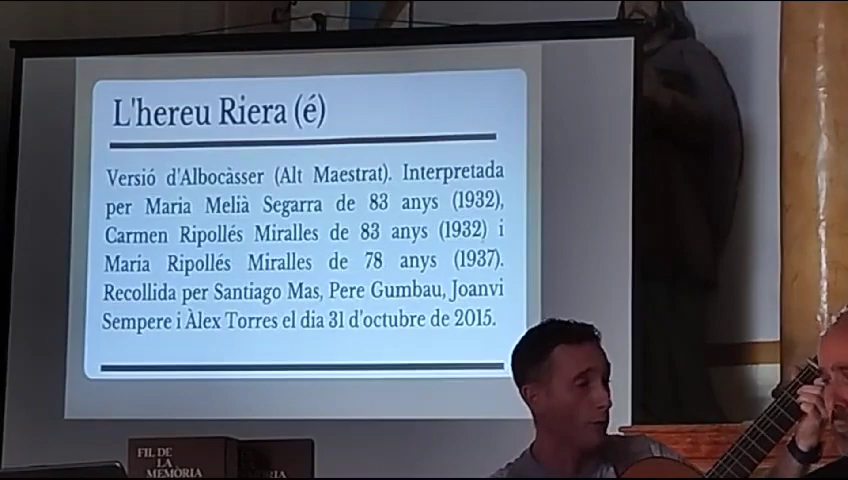 L'hereu Riera (é)
Versió d'Albocàsser (Alt Maestrat). Interpretada
per Maria Melià Segarra de 83 anys (1932),
Carmen Ripollés Miralles de 83 anys (1932) i
Maria Ripollés Miralles de 78 anys (1937).
Recollida per Santiago Mas, Pere Gumbau, Joanvi
Sempere i Àlex Torres el dia 31 d'octubre de 2015.
FIL DE
LA
MEMÒRIA